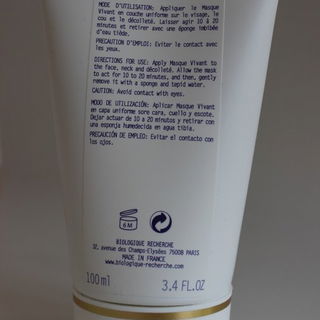 MODE D'UTILISATION: Appliquer le Masque
Vivant en couche uniforme sur le visage, le
cou et le décolleté. Laisser agir 10 à 20
minutes et retirer avec une éponge imbibée
d'eau tiède.
PRÉCAUTION D'EMPLOI: Eviter le contact avec
les yeux.
DIRECTIONS FOR USE: Apply Masque Vivant to
the face, neck and décolleté. Allow the mask
to act for 10 to 20 minutes, and then, gently
remove it with a sponge and tepid water.
CAUTION: Avoid contact with eyes.
MODO DE UTILIZACIÓN: Aplicar Masque Vivant
en capa uniforme sobre cara, cuello y escote.
Dejar actuar de 10 a 20 minutos y retirar con
una esponja humedecida en agua tibia.
PRECAUCIÓN DE EMPLEO: Evitar el contacto con
los ojos.
6M
BIOLOGIQUE RECHERCHE
32, avenue des Champs-Elysées 75008 PARIS
MADE IN FRANCE
www.biologique-recherche.com
100 ml 3.4 FL.OZ